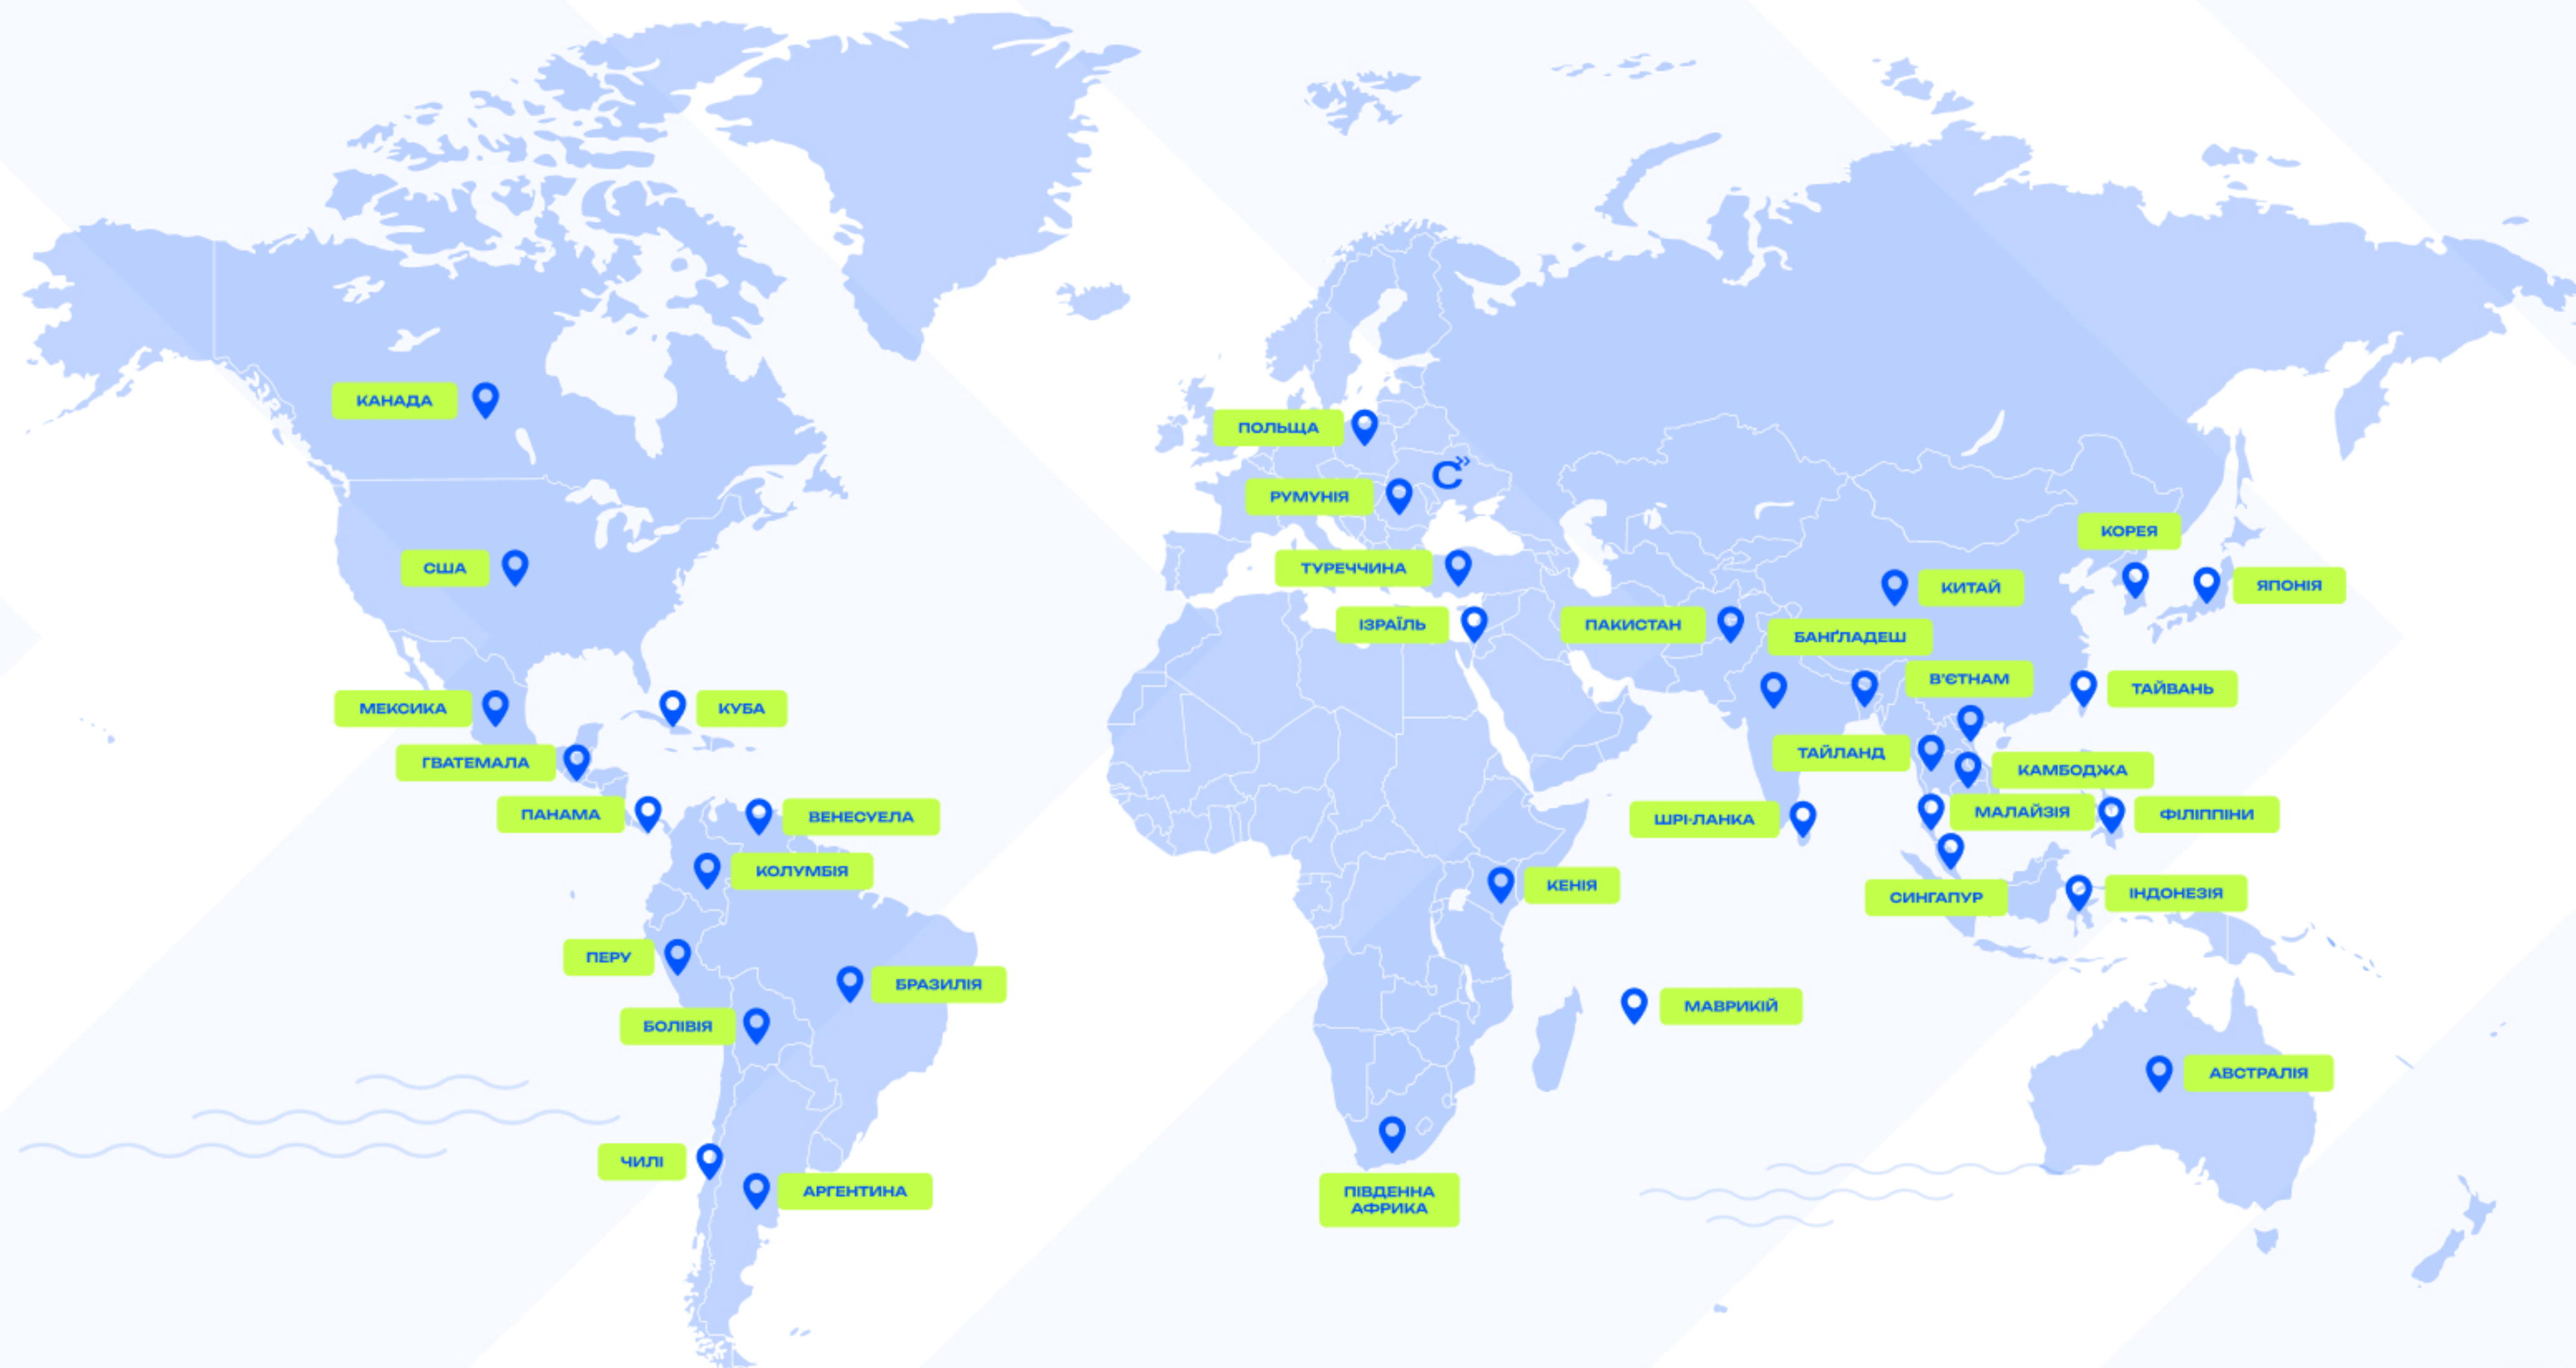 КАНАДА
ПОЛЬЩА
C»
РУМУНІЯ
КОРЕЯ
США
ТУРЕЧЧИНА
КИТАЙ
ЯПОНІЯ
ІЗРАЇЛЬ
ПАКИСТАН
БАНҐЛАДЕШ
В'ЄТНАМ
ТАЙВАНЬ
МЕКСИКА
КУБА
ТАЙЛАНД
ГВАТЕМАЛА
КАМБОДЖА
ПАНАМА
ВЕНЕСУЕЛА
ШРІ-ЛАНКА
МАЛАЙЗІЯ
ФІЛІППІНИ
КОЛУМБІЯ
КЕНІЯ
СИНГАПУР
ІНДОНЕЗІЯ
ПЕРУ
БРАЗИЛІЯ
МАВРИКІЙ
БОЛІВІЯ
АВСТРАЛІЯ
ЧИЛІ
АРГЕНТИНА
ПІВДЕННА
АФРИКА